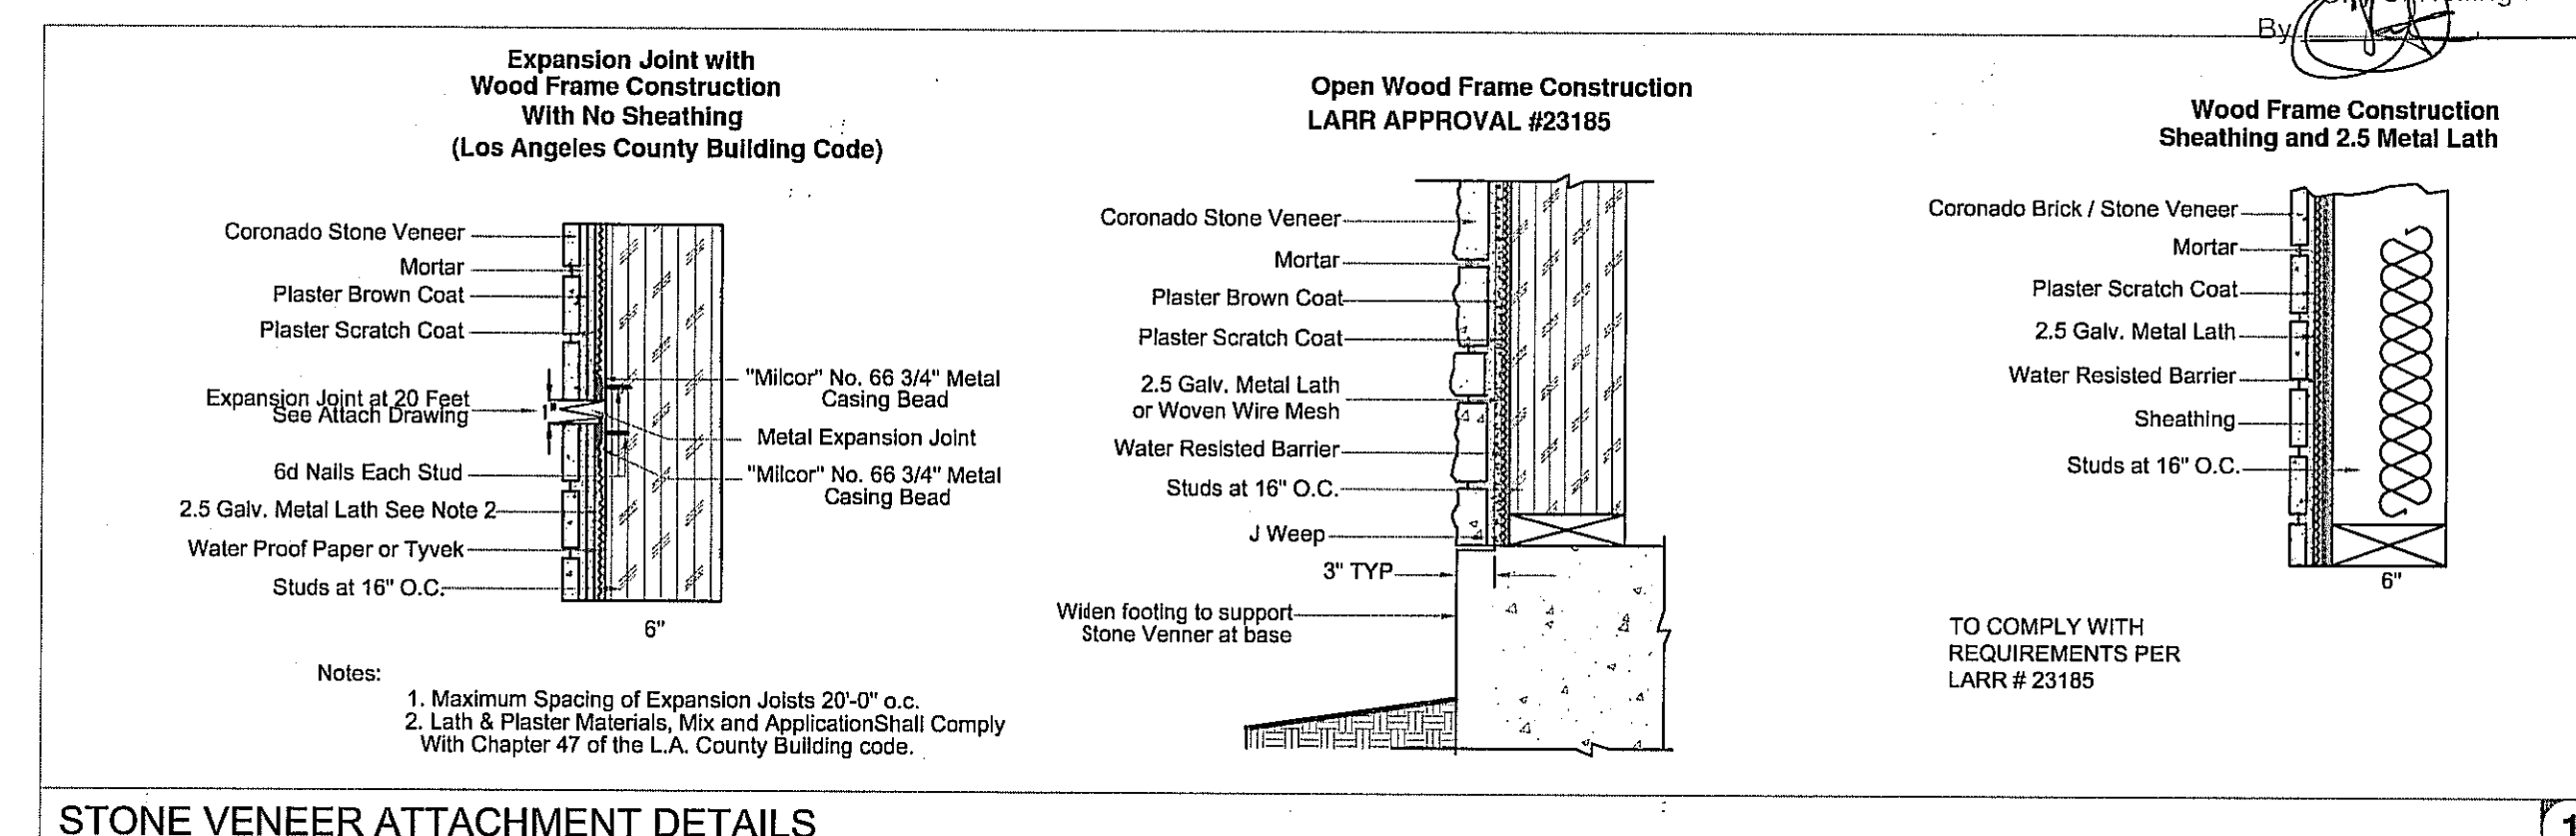 By
Expansion Joint with
Wood Frame Construction
With No Sheathing
(Los Angeles County Building Code)
Coronado Stone Veneer
Mortar
Plaster Brown Coat
Plaster Scratch Coat
Expansion Joint at 20 Feet
See Attach Drawing
1"
6d Nails Each Stud
2.5 Galv. Metal Lath See Note 2
Water Proof Paper or Tyvek
Studs at 16" O.C.
"Milcor" No. 66 3/4" Metal
Casing Bead
Metal Expansion Joint
"Milcor" No. 66 3/4" Metal
Casing Bead
6"
Notes:
1. Maximum Spacing of Expansion Joists 20'-0" o.c.
2. Lath & Plaster Materials, Mix and ApplicationShall Comply
With Chapter 47 of the L.A. County Building code.
Open Wood Frame Construction
LARR APPROVAL #23185
Coronado Stone Veneer
Mortar
Plaster Brown Coat
Plaster Scratch Coat
2.5 Galv. Metal Lath
or Woven Wire Mesh
Water Resisted Barrier
Studs at 16" O.C.
J Weep
3" TYP
Widen footing to support
Stone Venner at base
Wood Frame Construction
Sheathing and 2.5 Metal Lath
Coronado Brick / Stone Veneer
Mortar
Plaster Scratch Coat
2.5 Galv. Metal Lath
Water Resisted Barrier
Sheathing
Studs at 16" O.C.
6"
TO COMPLY WITH
REQUIREMENTS PER
LARR # 23185
STONE VENEER ATTACHMENT DETAILS
1